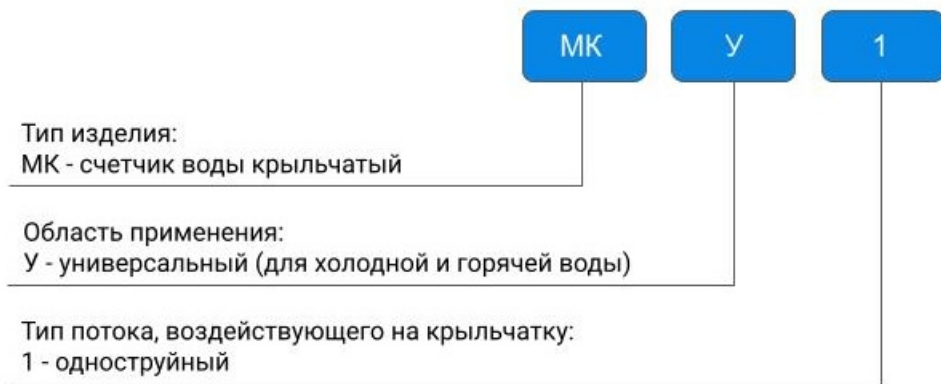 МК У 1
Тип изделия:
МК - счетчик воды крыльчатый
Область применения:
У - универсальный (для холодной и горячей воды)
Тип потока, воздействующего на крыльчатку:
1 - одноструйный